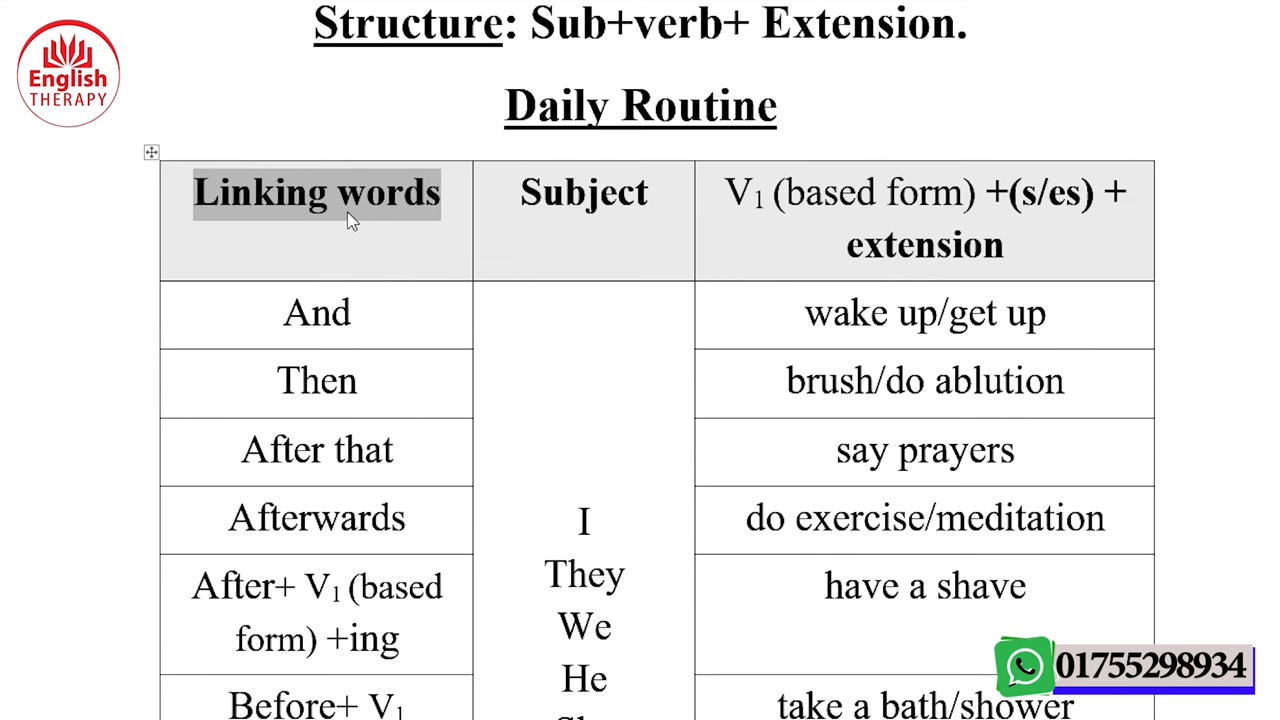 Structure: Sub+verb+ Extension.
English
THERAPY
Daily Routine
Linking words
Subject
V1 (based form) +(s/es) +
extension
And
wake up/get up
Then
brush/do ablution
After that
say prayers
Afterwards
do exercise/meditation
I
They
We
He
After+ V1 (based
form) +ing
have a shave
Before+ V1
take a bath/shower
01755298934